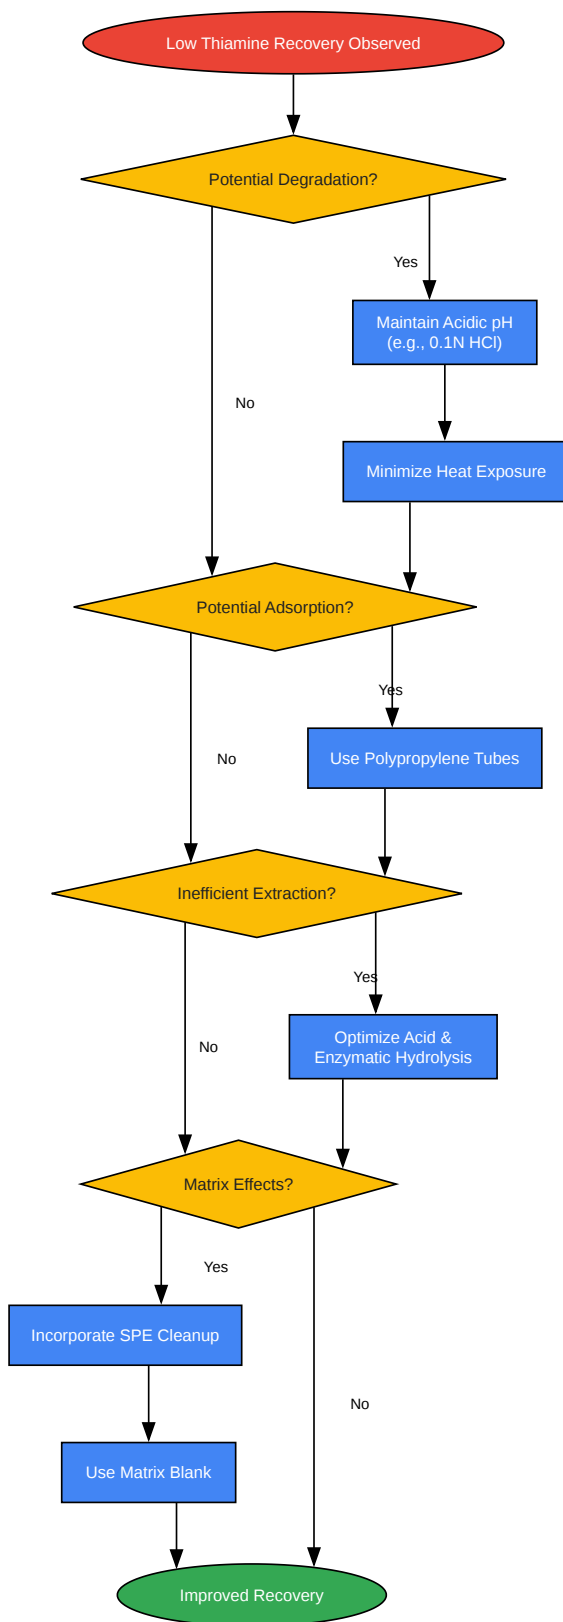 Low Thiamine Recovery Observed
Potential Degradation?
Yes
Maintain Acidic pH
(e.g., 0.1N HCl)
No
Minimize Heat Exposure
Potential Adsorption?
Yes
Use Polypropylene Tubes
No
Inefficient Extraction?
Yes
Optimize Acid &
Enzymatic Hydrolysis
No
Matrix Effects?
Yes
Incorporate SPE Cleanup
No
Use Matrix Blank
Improved Recovery